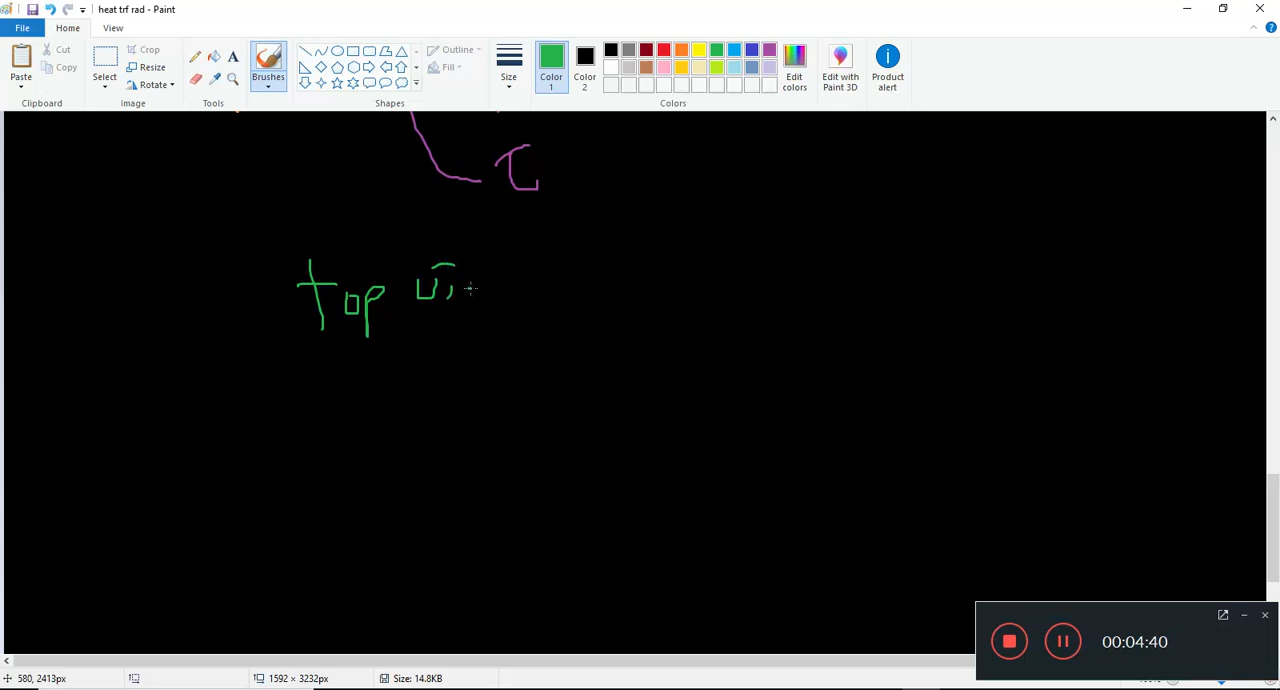 heat trf rad - Paint
File Home View
Paste Cut Copy Select Crop Resize Rotate Brushes Outline Fill Size Color 1 Color 2 Edit colors Edit with Paint 3D Product alert
Clipboard Image Tools Shapes Colors
τ
top vi
00:04:40
580, 2413px 1592 × 3232px Size: 14.8KB